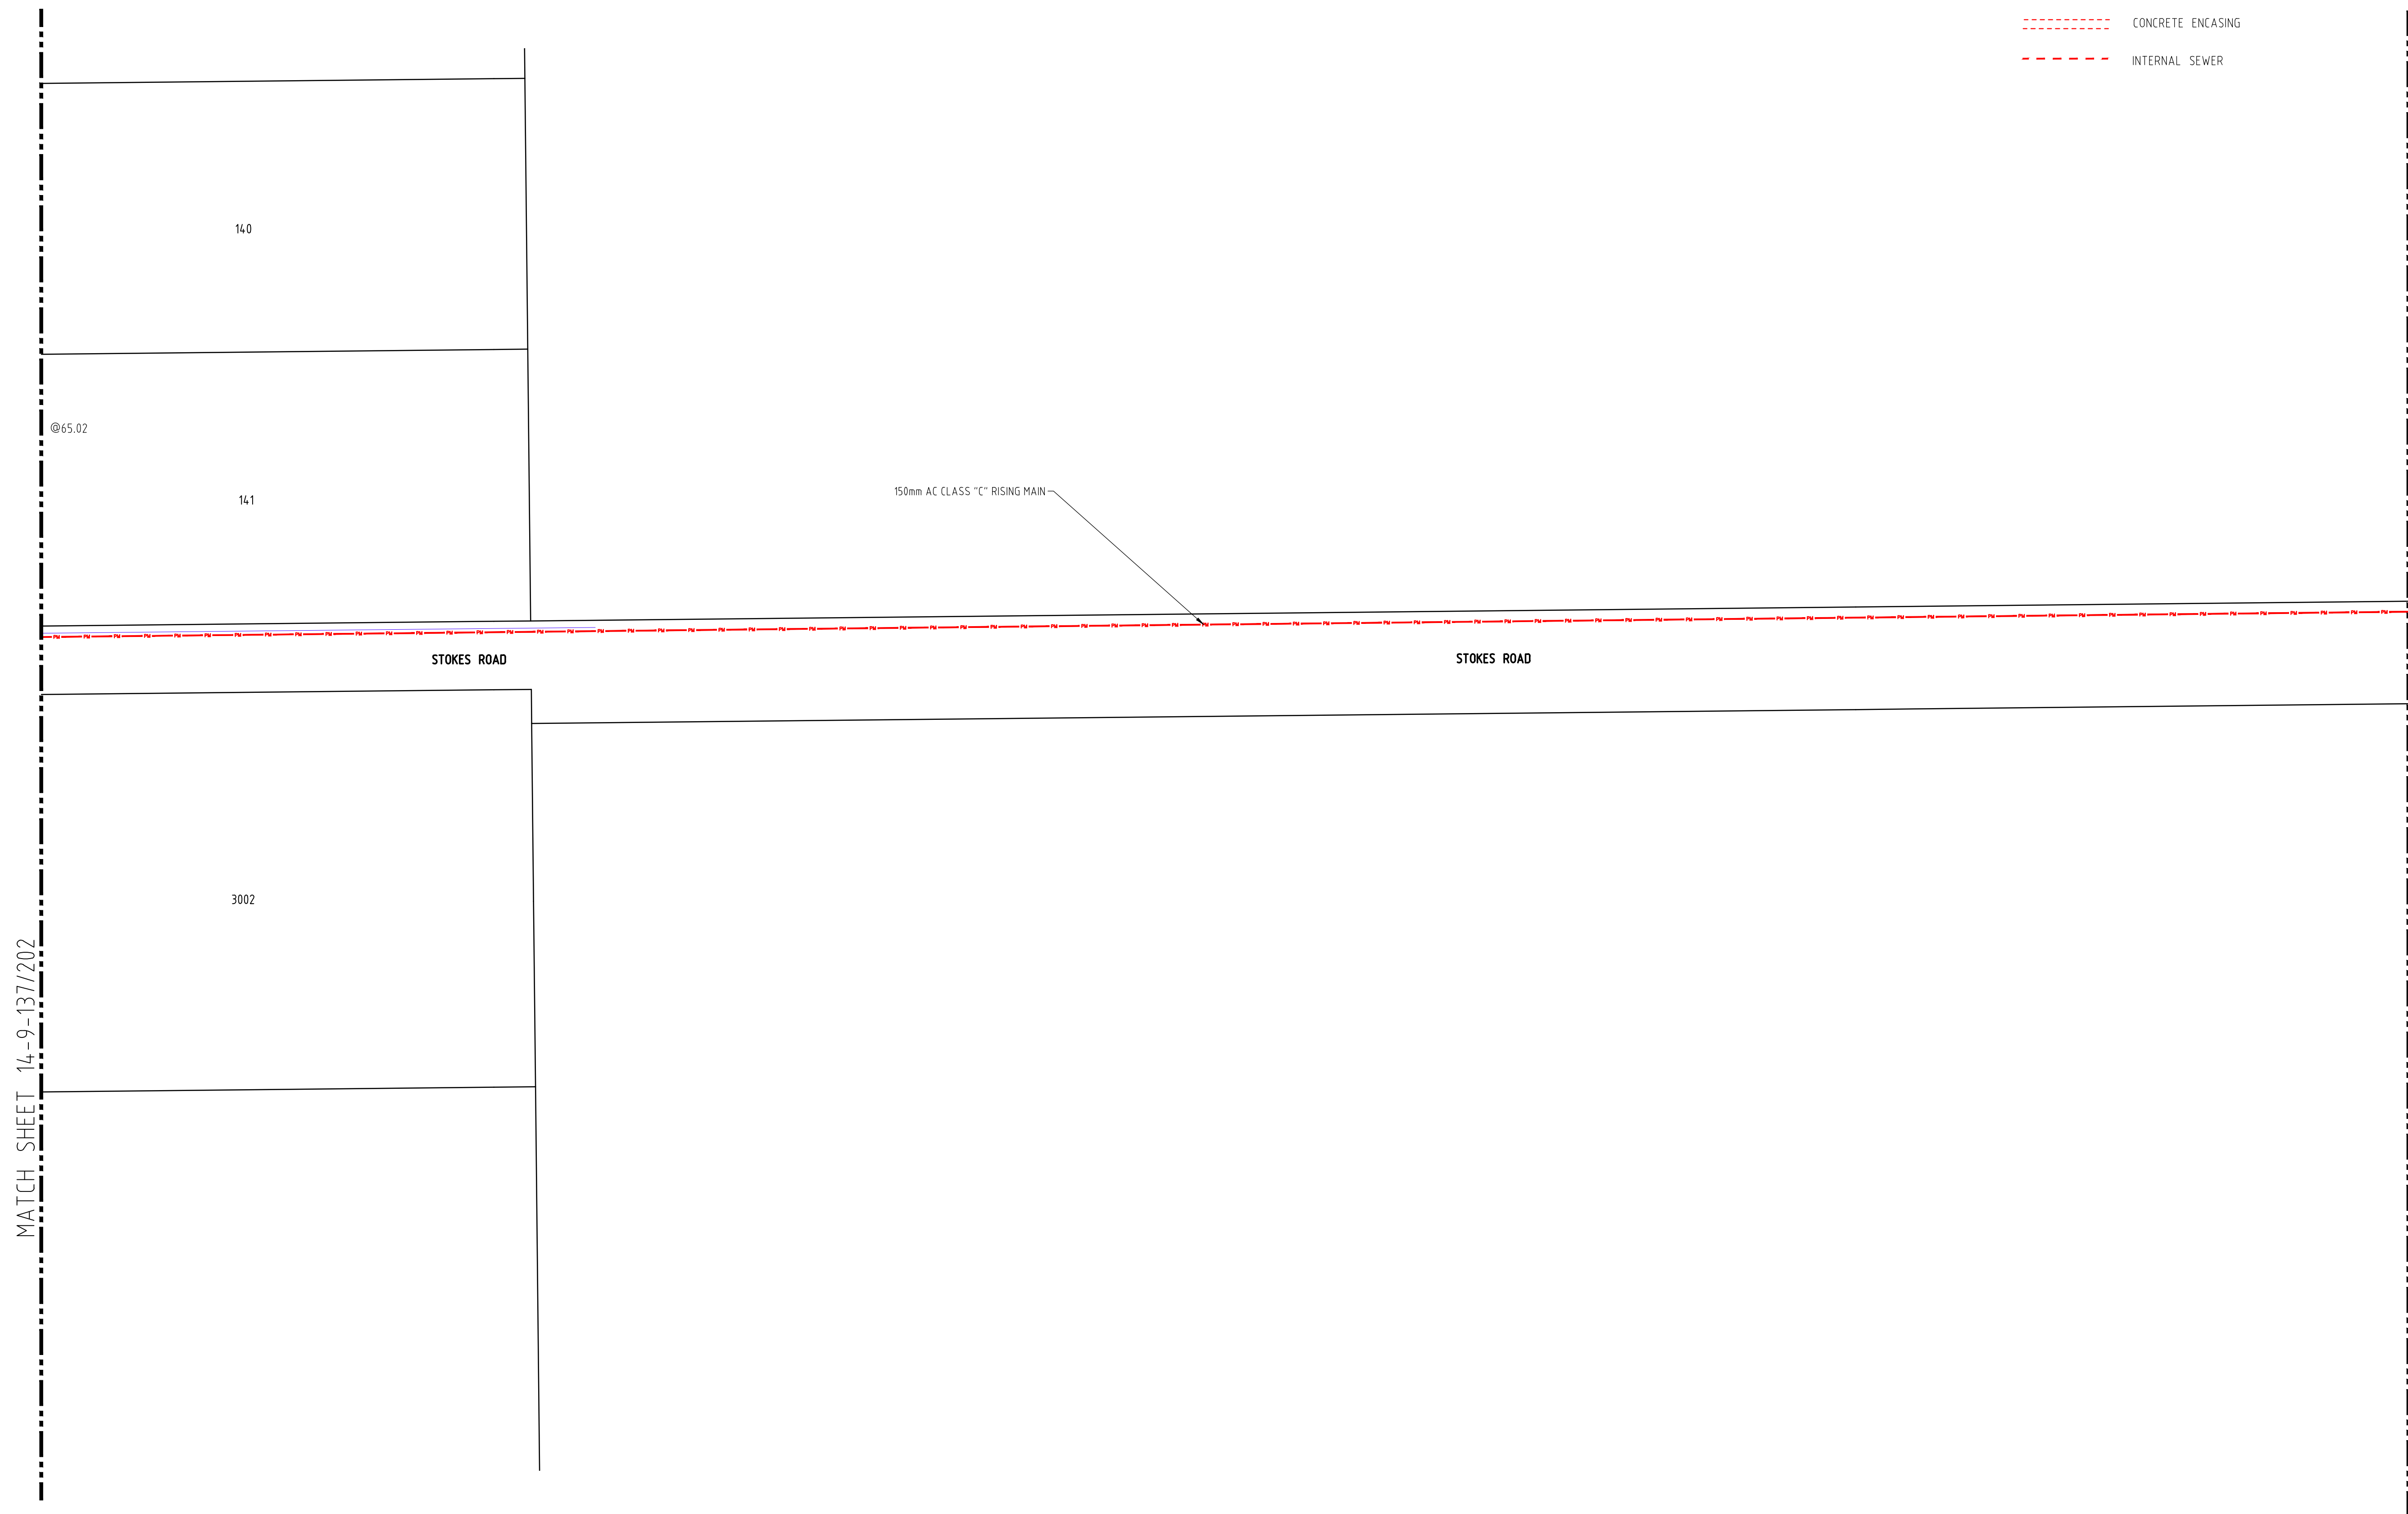 CONCRETE ENCASING
INTERNAL SEWER
140
@65.02
141
150mm AC CLASS "C" RISING MAIN
STOKES ROAD
STOKES ROAD
3002
MATCH SHEET 14-9-137/202